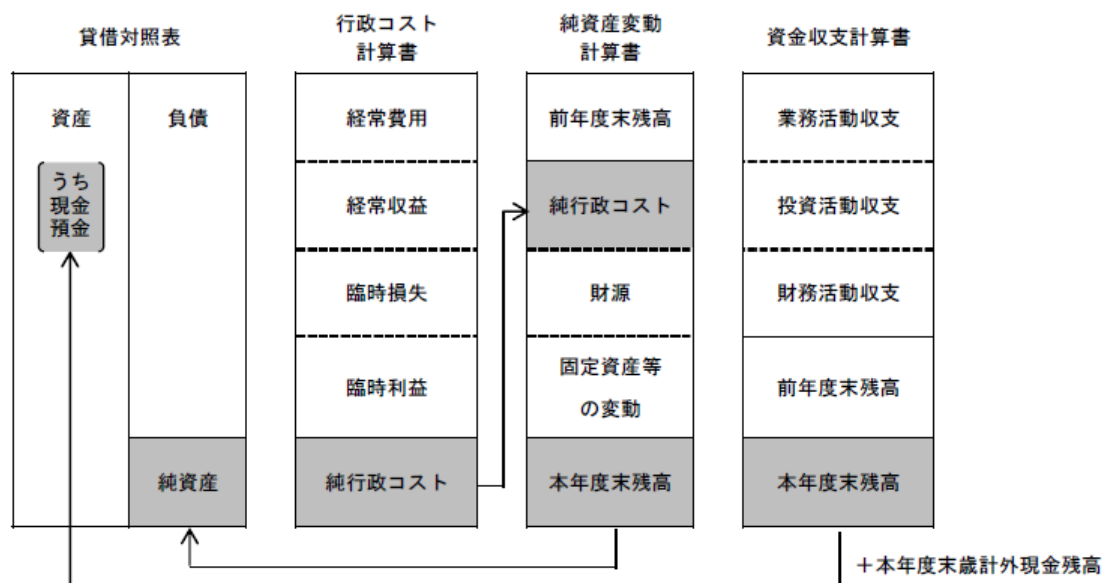 貸借対照表
資産
負債
うち
現金
預金
純資産
行政コスト
計算書
経常費用
経常収益
臨時損失
臨時利益
純行政コスト
純資産変動
計算書
前年度末残高
純行政コスト
財源
固定資産等
の変動
本年度末残高
資金収支計算書
業務活動収支
投資活動収支
財務活動収支
前年度末残高
本年度末残高
＋本年度末歳計外現金残高